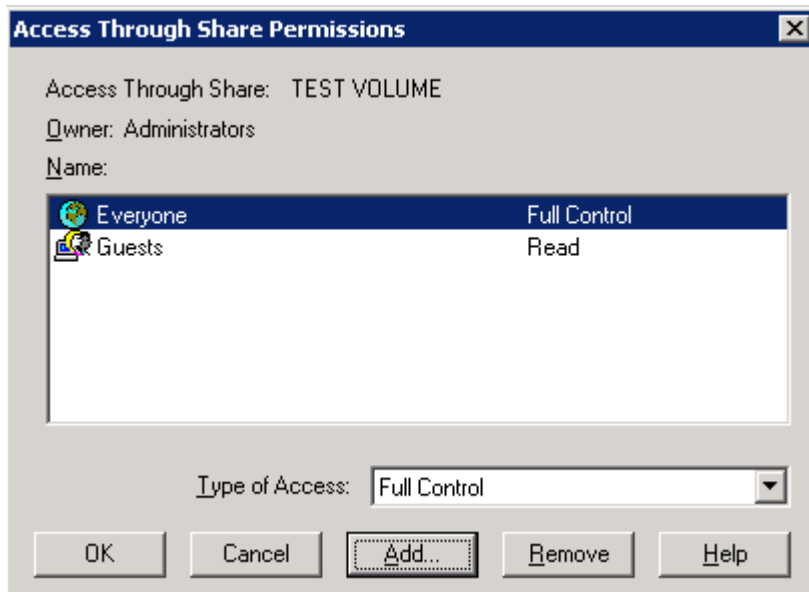 Access Through Share Permissions
Access Through Share: TEST VOLUME
Owner: Administrators
Name:
Everyone Full Control
Guests Read
Type of Access: Full Control
OK Cancel Add... Remove Help